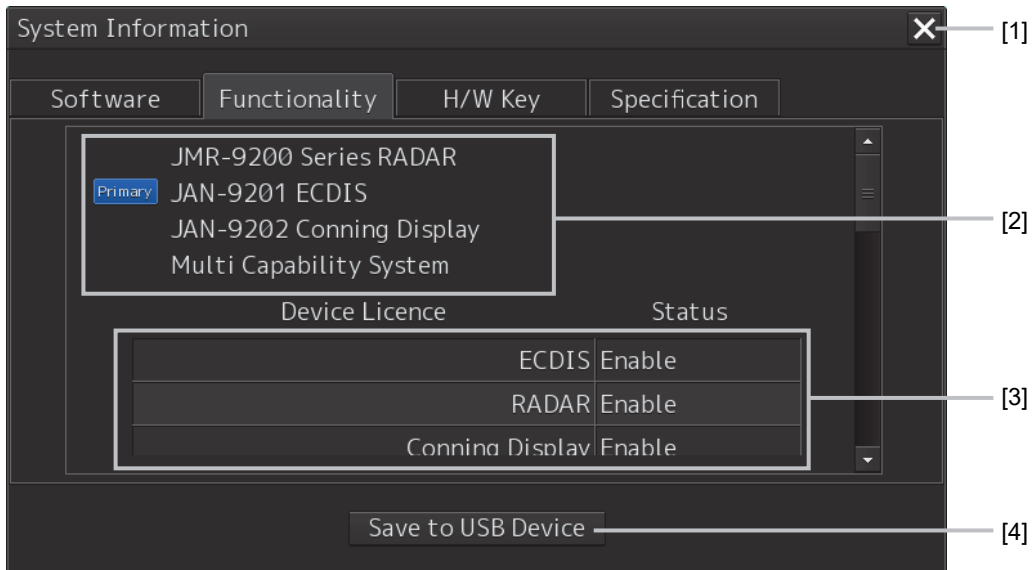 System Information
[1]
Software Functionality H/W Key Specification
JMR-9200 Series RADAR
Primary JAN-9201 ECDIS
JAN-9202 Conning Display
[2]
Multi Capability System
Device Licence Status
ECDIS Enable
RADAR Enable
[3]
Conning Display Enable
Save to USB Device
[4]